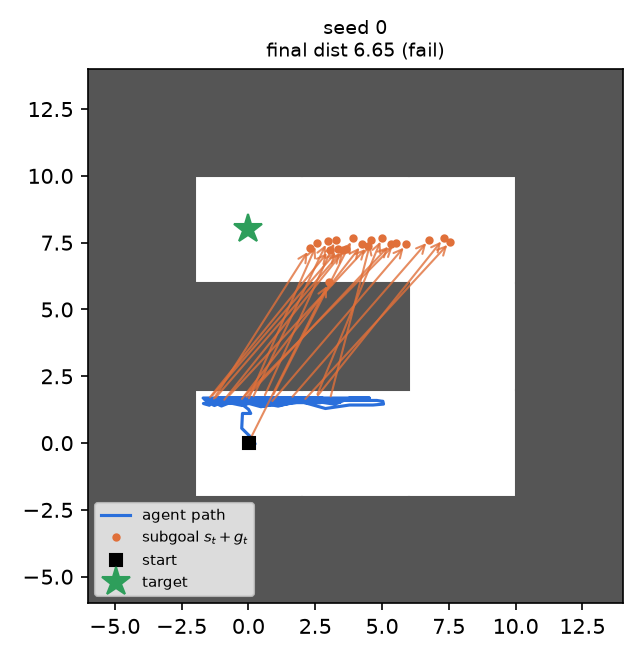 seed 0
final dist 6.65 (fail)
12.5
10.0
7.5
5.0
2.5
0.0
−2.5
−5.0
agent path
subgoal $s_t + g_t$
start
target
−5.0 −2.5 0.0 2.5 5.0 7.5 10.0 12.5